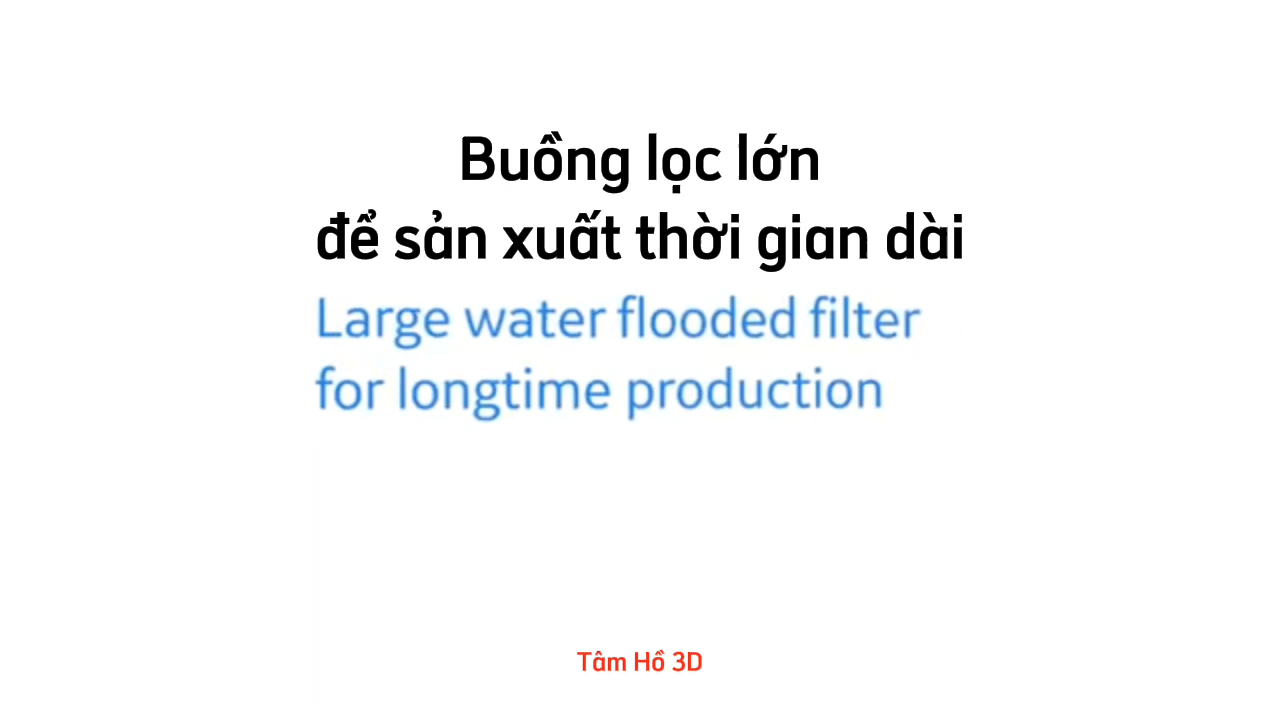 Buồng lọc lớn
để sản xuất thời gian dài
Large water flooded filter
for longtime production
Tâm Hồ 3D